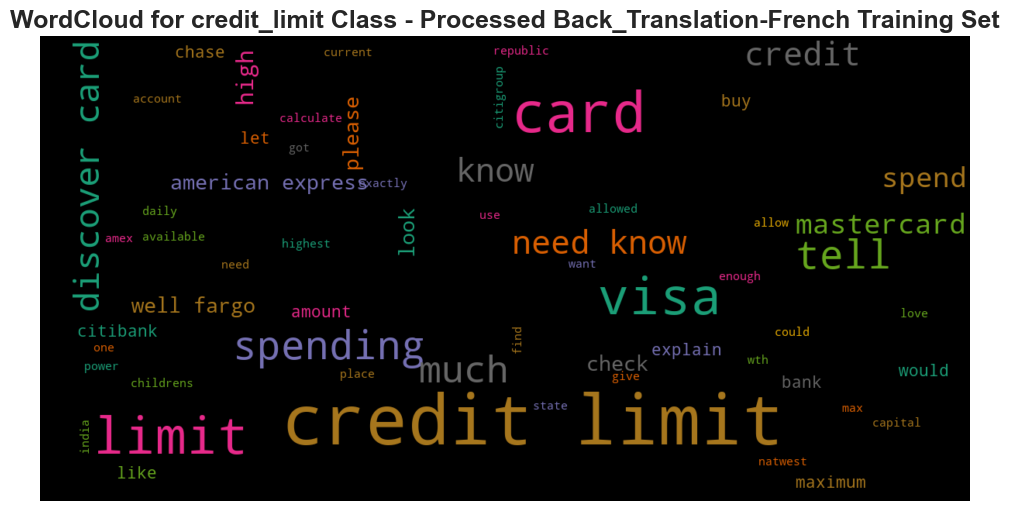 WordCloud for credit_limit Class - Processed Back_Translation-French Training Set
discover card
chase
high
current
republic
credit
account
calculate
please
citigroup
card
buy
let
got
know
american express
exactly
spend
daily
look
use
allowed
allow
mastercard
amex
available
highest
need know
tell
need
want
enough
visa
well fargo
amount
love
citibank
spending
find
could
one
explain
power
much
check
wth
would
childrens
place
give
bank
credit limit
state
max
india
limit
capital
like
natwest
maximum